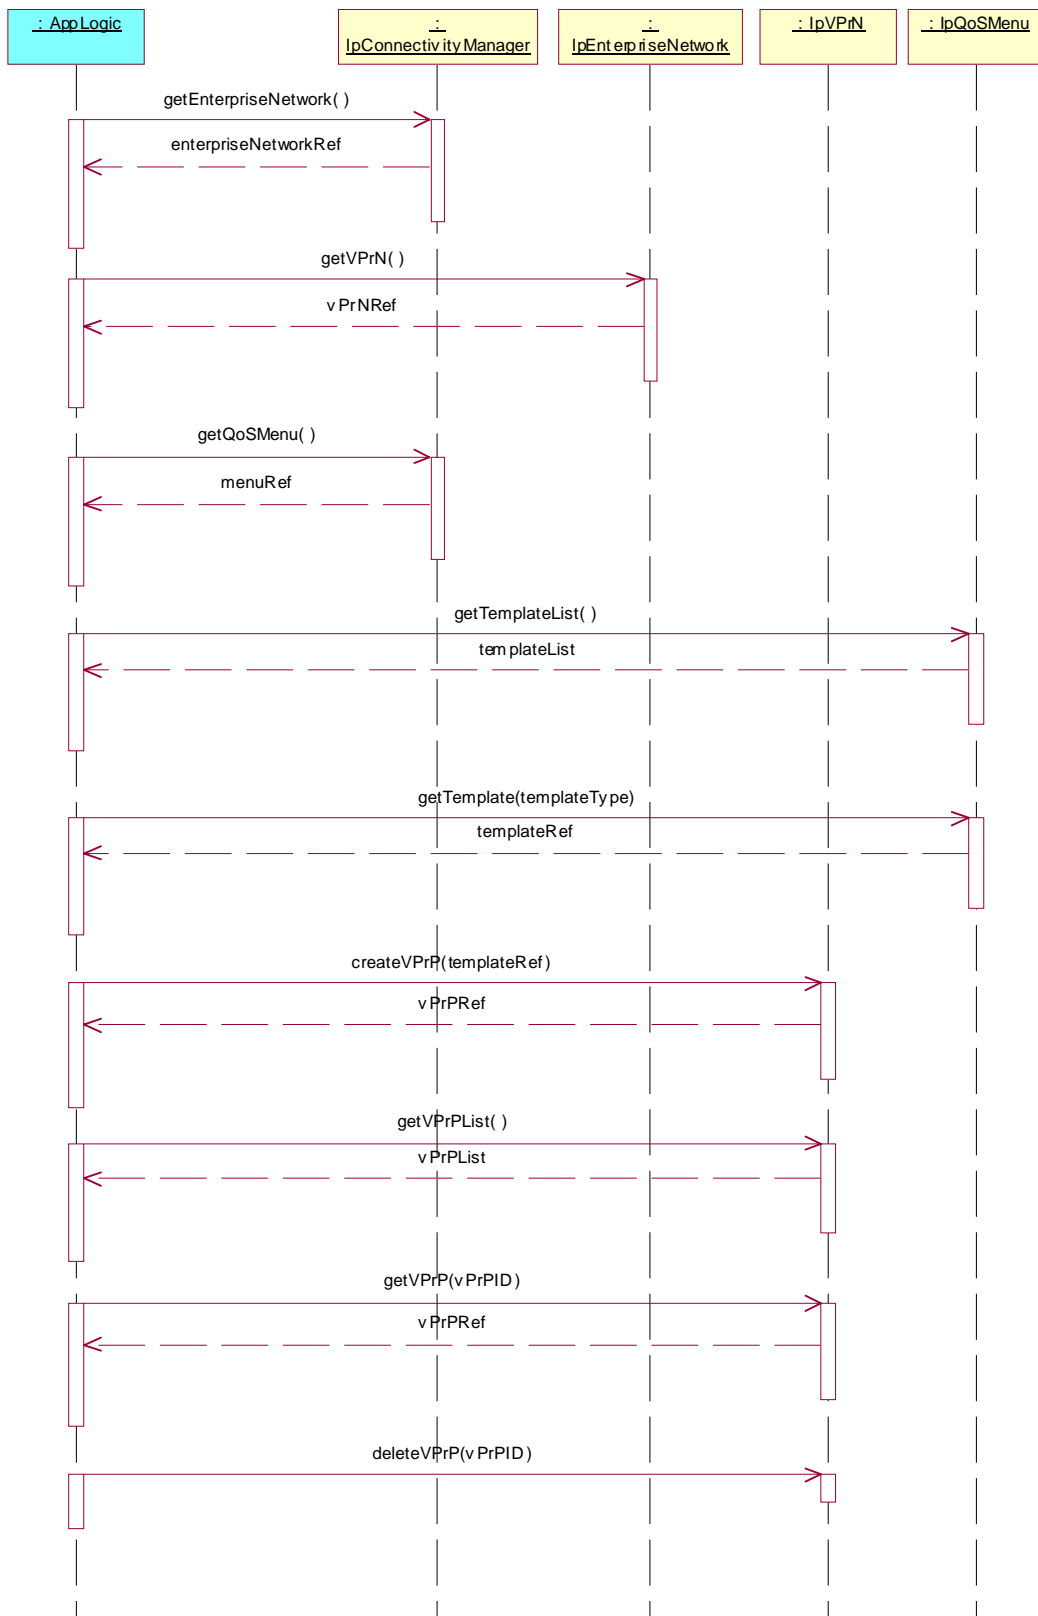 : AppLogic
:
IpConnectivityManager
:
IpEnterpriseNetwork
: IpVPrN
: IpQoSMenu
getEnterpriseNetwork( )
enterpriseNetworkRef
getVPrN( )
vPrNRef
getQoSMenu( )
menuRef
getTemplateList( )
templateList
getTemplate(templateType)
templateRef
createVPrP(templateRef)
vPrPRef
getVPrPList( )
vPrPList
getVPrP(vPrPID)
vPrPRef
deleteVPrP(vPrPID)